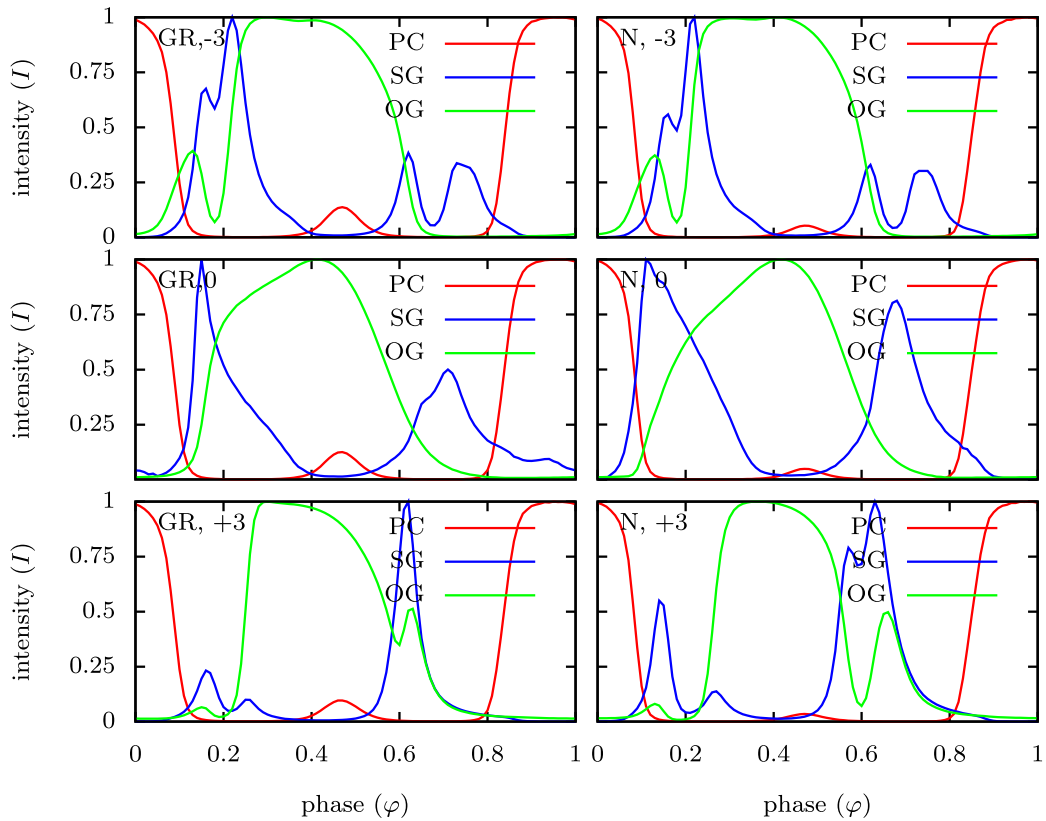 1
0.75
0.5
0.25
0
intensity (I)
GR,-3
PC
SG
OG
N, -3
PC
SG
OG
1
0.75
0.5
0.25
intensity (I)
GR,0
PC
SG
OG
N, 0
PC
SG
OG
1
0.75
0.5
0.25
0
intensity (I)
GR, +3
PC
SG
OG
N, +3
PC
SG
OG
0 0.2 0.4 0.6 0.8 1
0 0.2 0.4 0.6 0.8 1
phase (φ)
phase (φ)